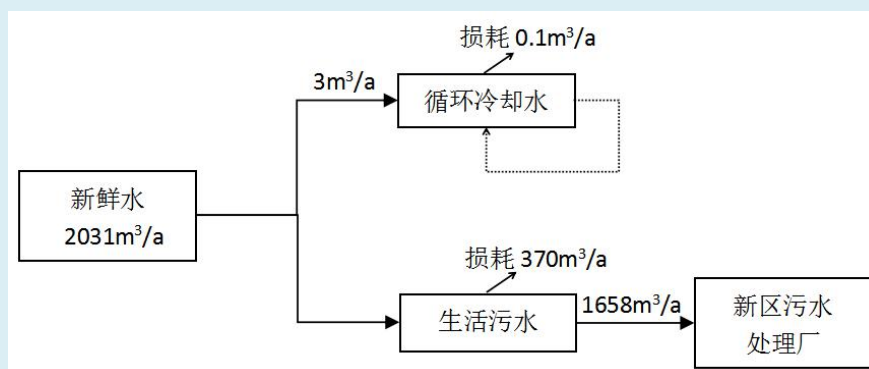 损耗 0.1m³/a
3m³/a
循环冷却水
新鲜水
2031m³/a
损耗 370m³/a
生活污水
1658m³/a
新区污水
处理厂